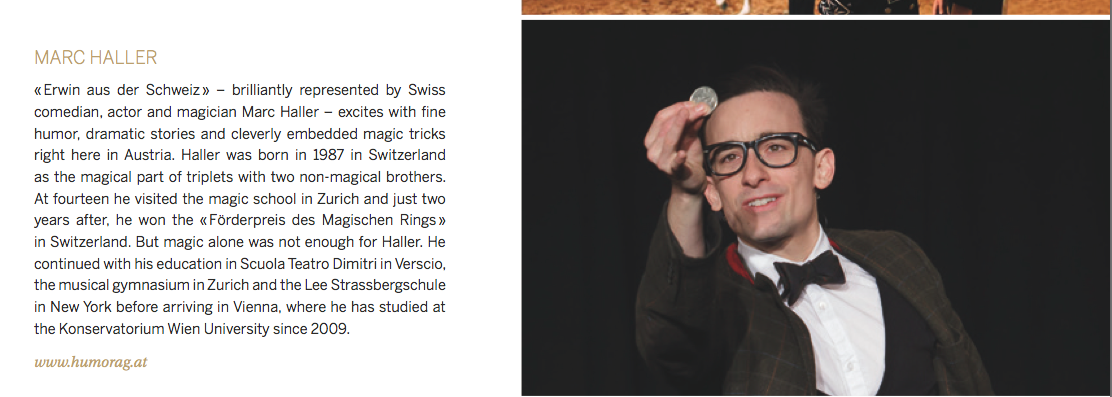 MARC HALLER
«Erwin aus der Schweiz» – brilliantly represented by Swiss
comedian, actor and magician Marc Haller – excites with fine
humor, dramatic stories and cleverly embedded magic tricks
right here in Austria. Haller was born in 1987 in Switzerland
as the magical part of triplets with two non-magical brothers.
At fourteen he visited the magic school in Zurich and just two
years after, he won the «Förderpreis des Magischen Rings»
in Switzerland. But magic alone was not enough for Haller. He
continued with his education in Scuola Teatro Dimitri in Verscio,
the musical gymnasium in Zurich and the Lee Strassbergschule
in New York before arriving in Vienna, where he has studied at
the Konservatorium Wien University since 2009.
www.humorag.at